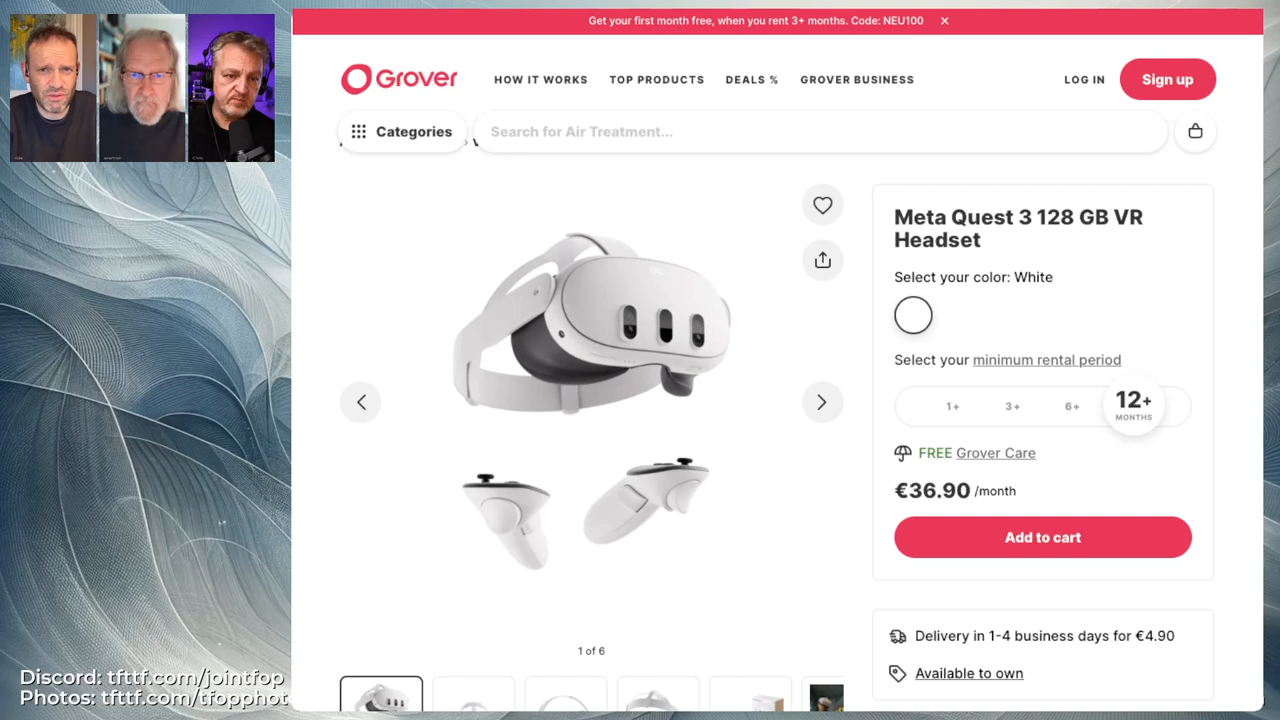 Get your first month free, when you rent 3+ months. Code: NEU100
Grover
HOW IT WORKS
TOP PRODUCTS
DEALS %
GROVER BUSINESS
LOG IN
Sign up
Categories
Search for Air Treatment...
Meta Quest 3 128 GB VR
Headset
Select your color: White
Select your minimum rental period
1+
3+
6+
12+
MONTHS
FREE Grover Care
€36.90 /month
Add to cart
Delivery in 1-4 business days for €4.90
Available to own
1 of 6
Discord: tfttf.com/jointfop
Photos: tfttf.com/tfopphot